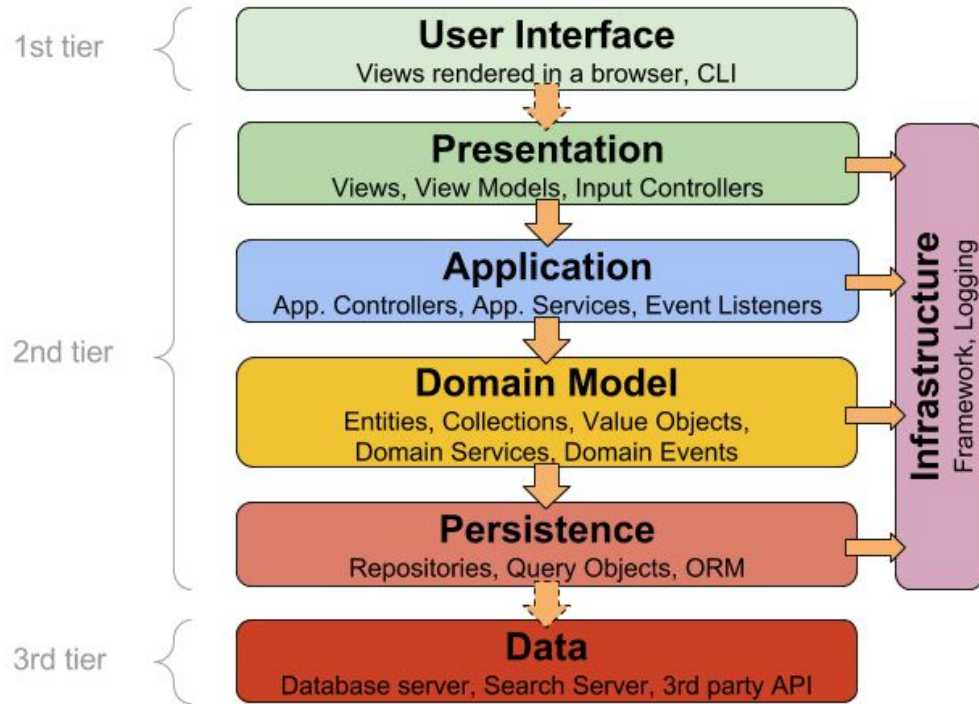 1st tier
User Interface
Views rendered in a browser, CLI
2nd tier
Presentation
Views, View Models, Input Controllers
Application
App. Controllers, App. Services, Event Listeners
Domain Model
Entities, Collections, Value Objects,
Domain Services, Domain Events
Persistence
Repositories, Query Objects, ORM
Infrastructure
Framework, Logging
3rd tier
Data
Database server, Search Server, 3rd party API